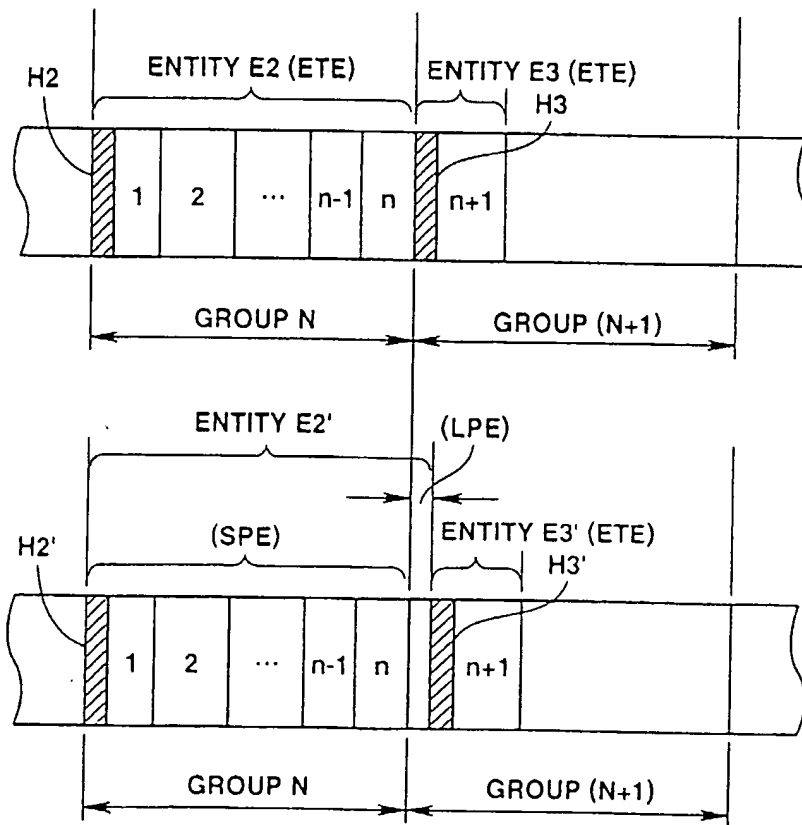 ENTITY E2 (ETE)
ENTITY E3 (ETE)
H2
H3
1 2 ... n-1 n n+1
GROUP N
GROUP (N+1)
ENTITY E2'
(LPE)
(SPE)
ENTITY E3' (ETE)
H2'
H3'
1 2 ... n-1 n n+1
GROUP N
GROUP (N+1)